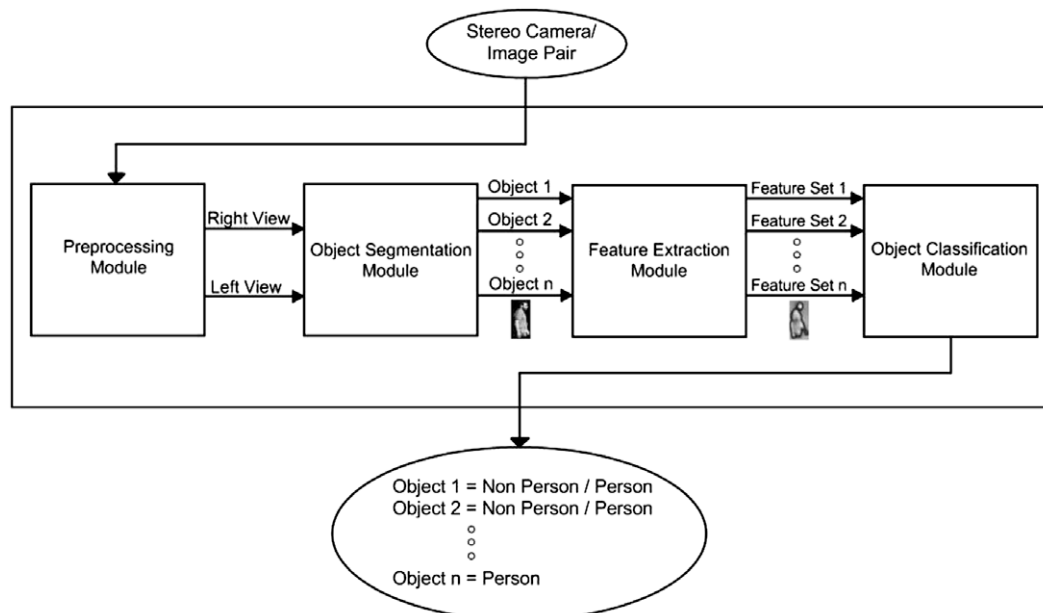 Stereo Camera/
Image Pair
Preprocessing
Module
Right View
Left View
Object Segmentation
Module
Object 1
Object 2
Object n
Feature Extraction
Module
Feature Set 1
Feature Set 2
Feature Set n
Object Classification
Module
Object 1 = Non Person / Person
Object 2 = Non Person / Person
Object n = Person